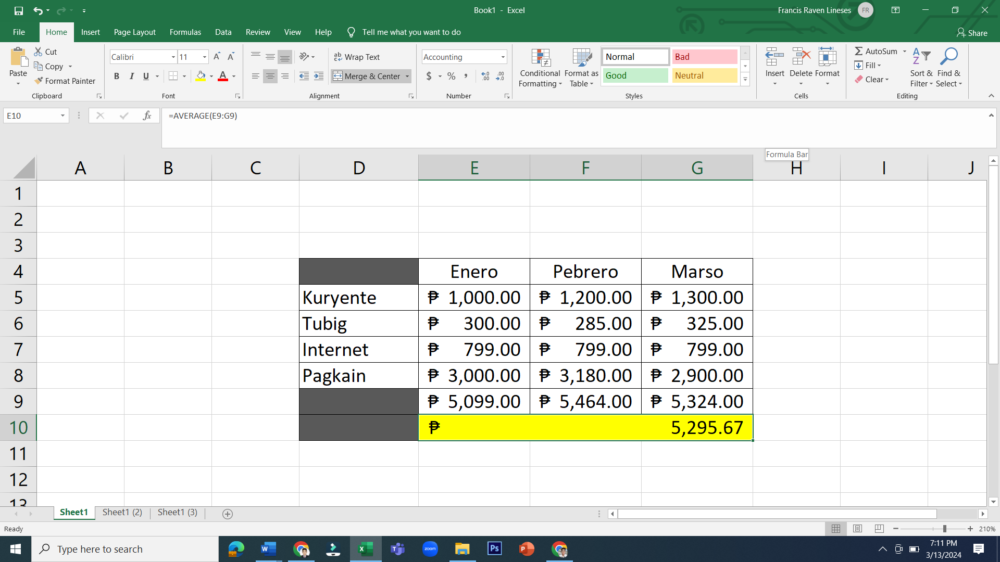 Book1 - Excel
Francis Raven Lineses
FR
File Home Insert Page Layout Formulas Data Review View Help Tell me what you want to do
Share
Paste
Cut
Copy
Format Painter
Clipboard
Calibri 11
B I U
Font
Wrap Text
Merge & Center
Alignment
Accounting
$ % ,
Number
Conditional Formatting
Format as Table
Normal Bad
Good Neutral
Styles
Insert Delete Format
Cells
AutoSum
Fill
Clear
Sort & Filter
Find & Select
Editing
E10
fx
=AVERAGE(E9:G9)
Formula Bar
A B C D E F G H I J
1
2
3
4 Enero Pebrero Marso
5 Kuryente ₱ 1,000.00 ₱ 1,200.00 ₱ 1,300.00
6 Tubig ₱ 300.00 ₱ 285.00 ₱ 325.00
7 Internet ₱ 799.00 ₱ 799.00 ₱ 799.00
8 Pagkain ₱ 3,000.00 ₱ 3,180.00 ₱ 2,900.00
9 ₱ 5,099.00 ₱ 5,464.00 ₱ 5,324.00
10 ₱ 5,295.67
11
12
13
Sheet1 Sheet1 (2) Sheet1 (3)
Ready
210%
Type here to search
zoom
Ps
7:11 PM
3/13/2024